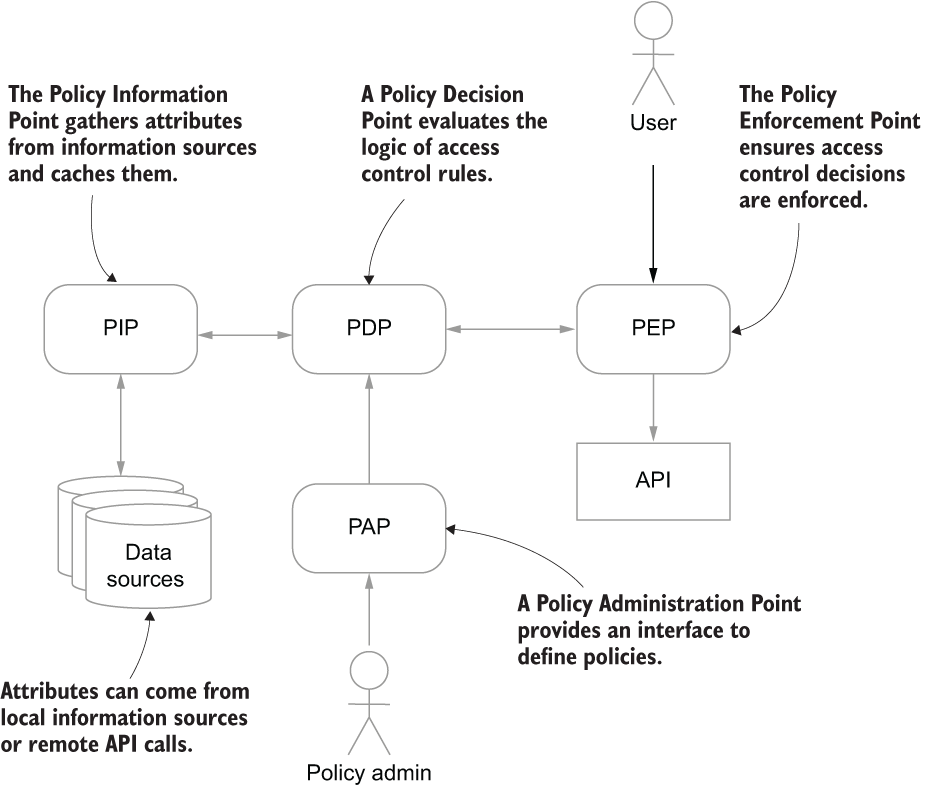 The Policy Information
Point gathers attributes
from information sources
and caches them.
A Policy Decision
Point evaluates the
logic of access
control rules.
User
The Policy
Enforcement Point
ensures access
control decisions
are enforced.
PIP
PDP
PEP
API
PAP
Data
sources
A Policy Administration Point
provides an interface to
define policies.
Attributes can come from
local information sources
or remote API calls.
Policy admin